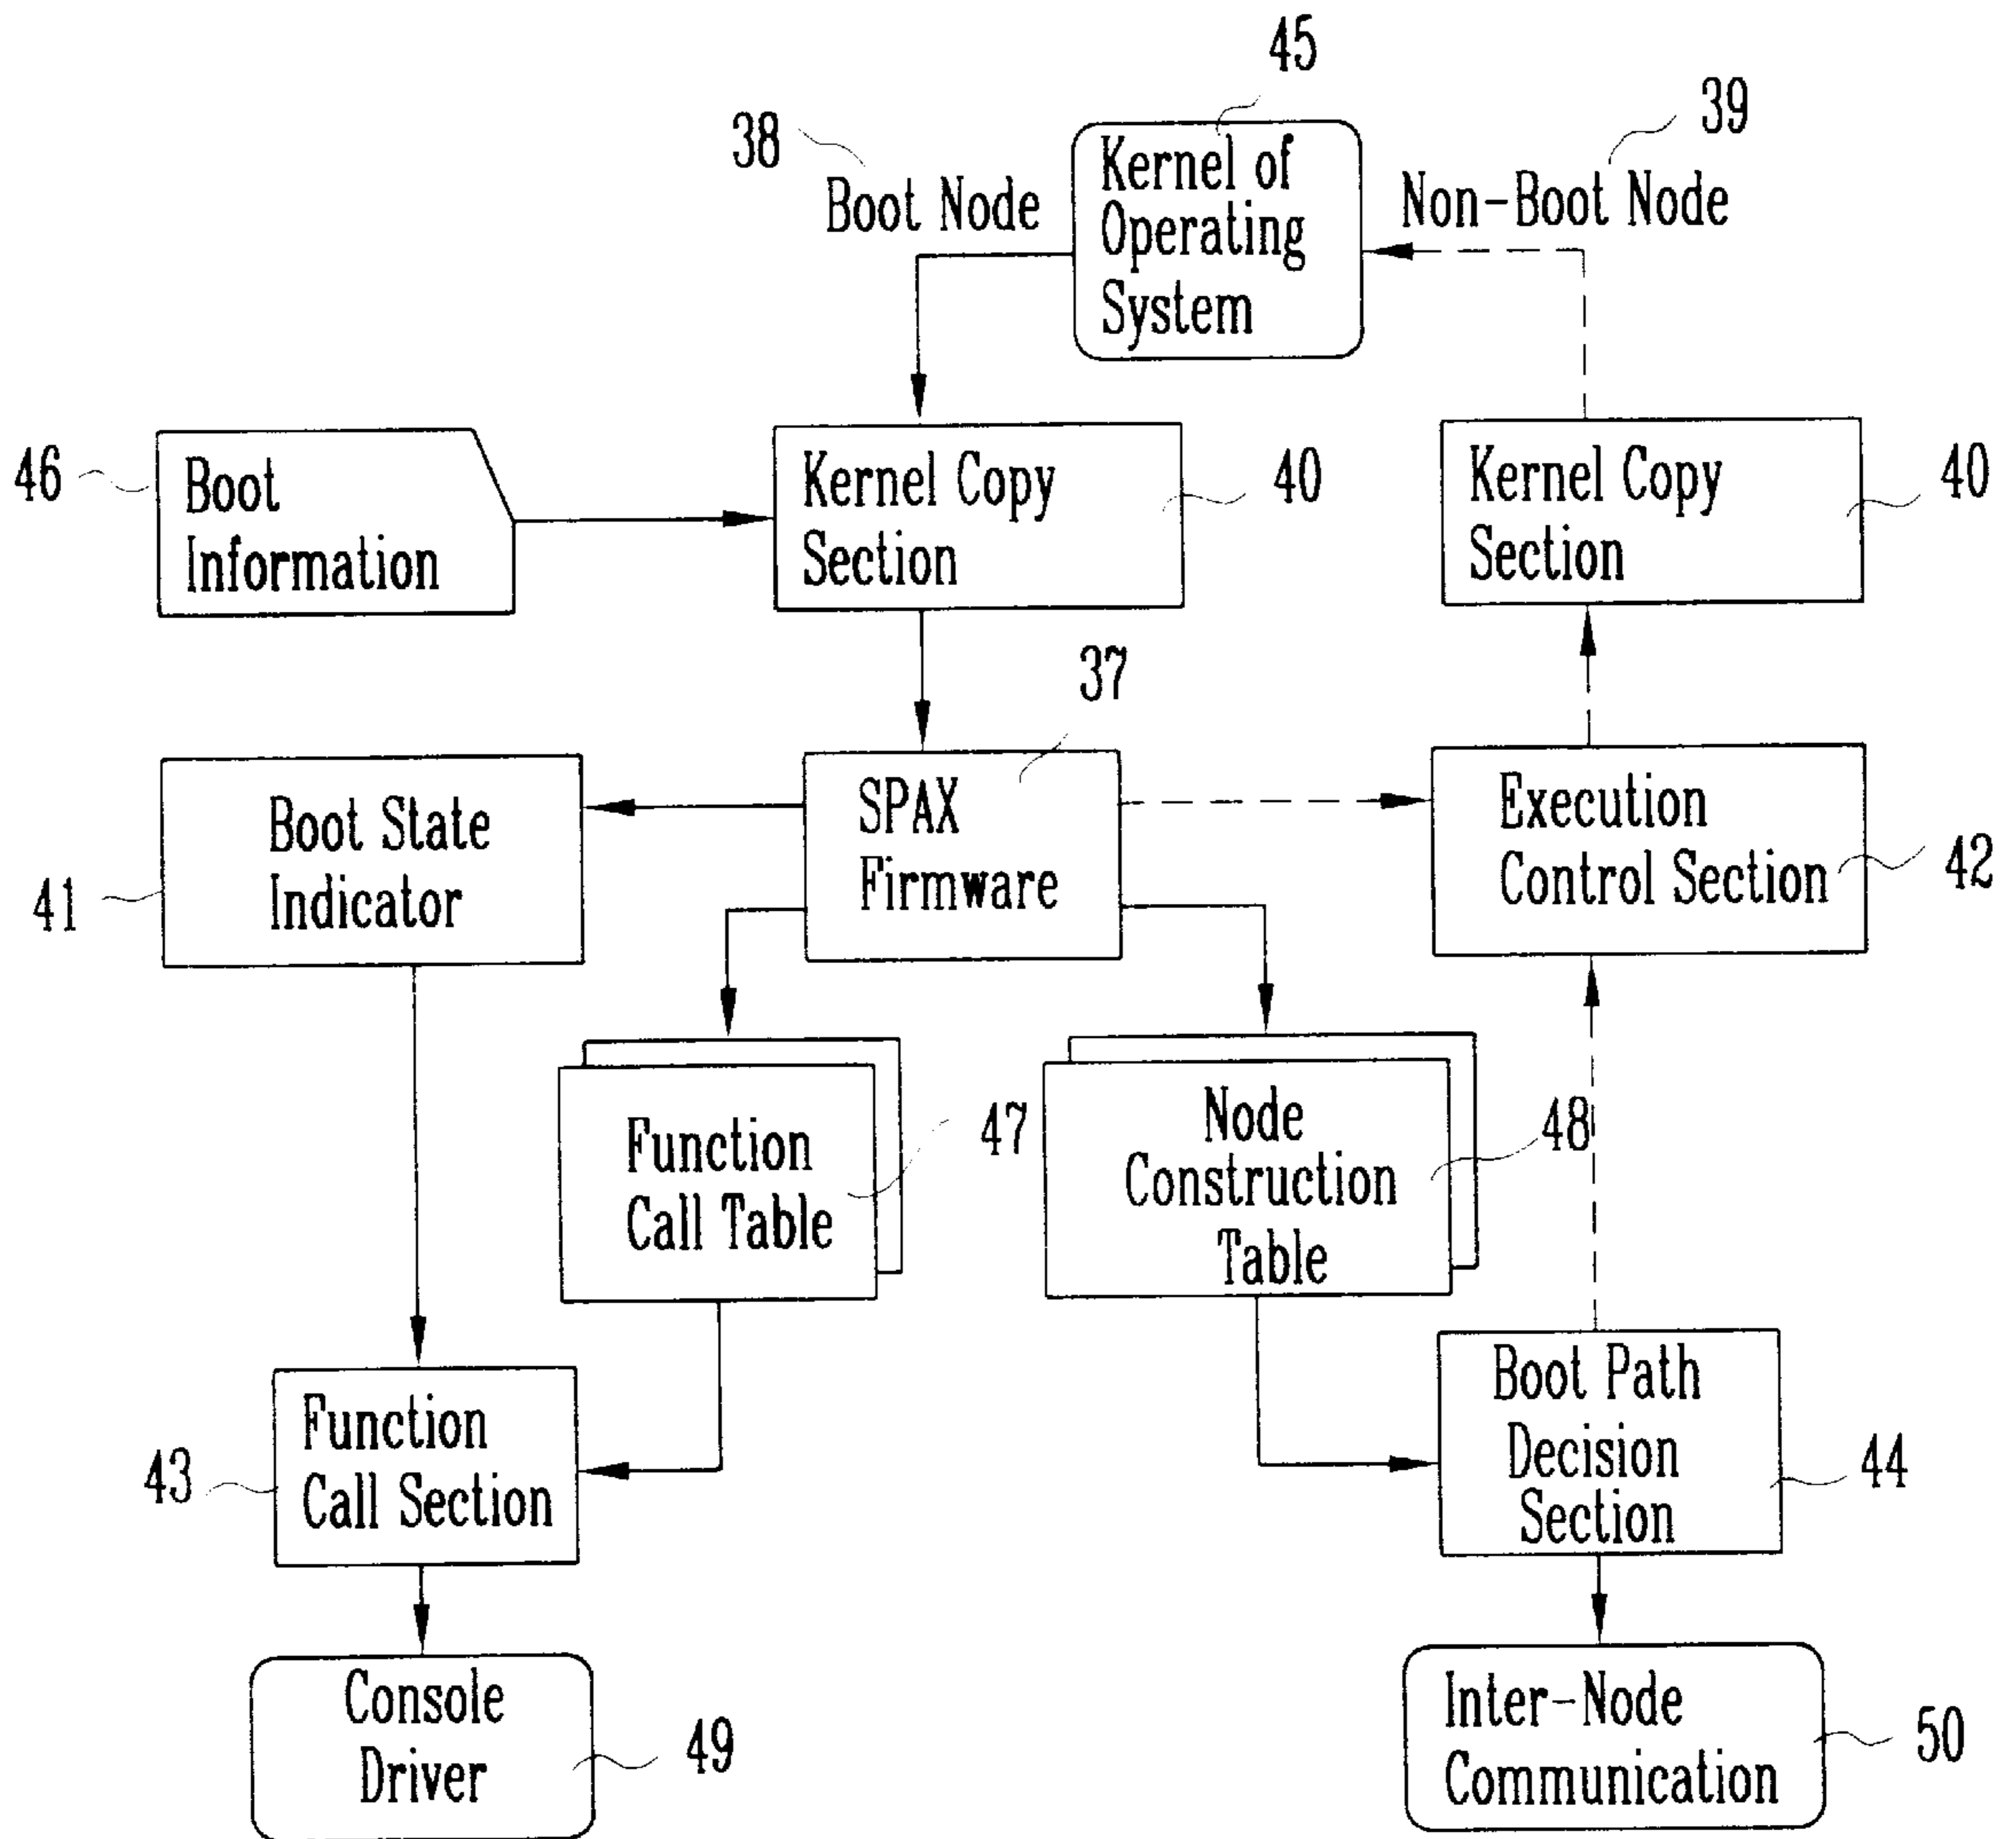 45
38
39
Kernel of
Operating
System
Boot Node
Non-Boot Node
46
Boot
Information
Kernel Copy
Section
40
Kernel Copy
Section
40
37
Boot State
Indicator
41
SPAX
Firmware
Execution
Control Section
42
Function
Call Table
47
Node
Construction
Table
48
Function
Call Section
43
Boot Path
Decision
Section
44
Console
Driver
49
Inter-Node
Communication
50